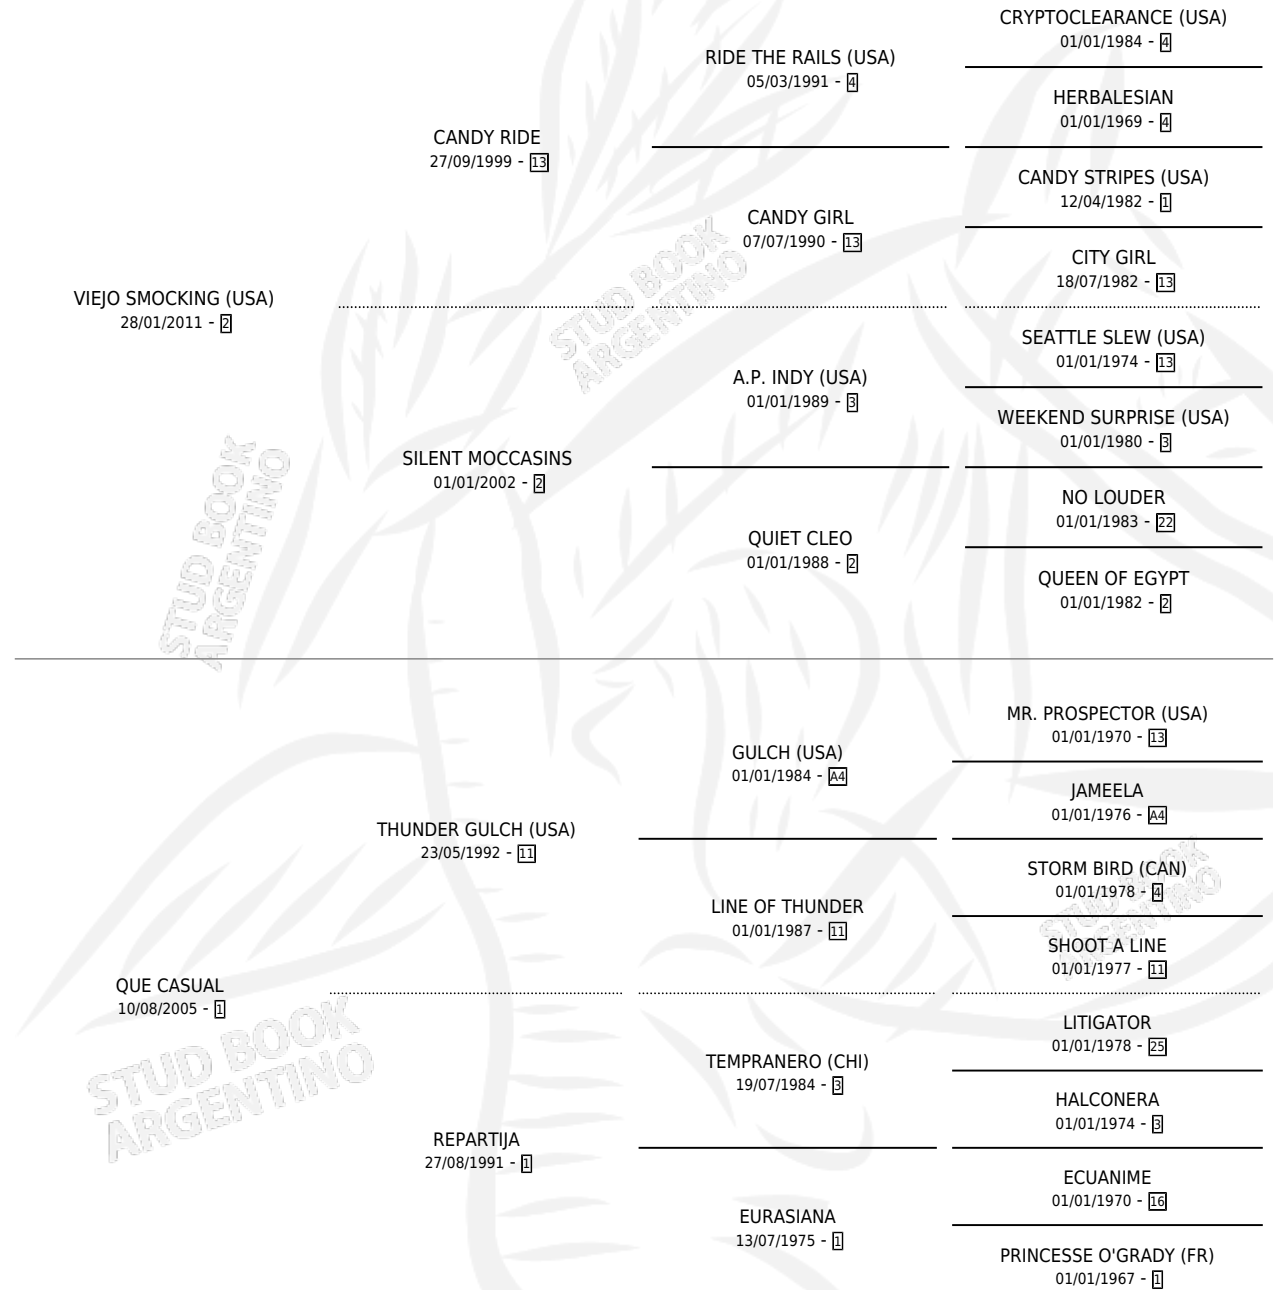 CRYPTOCLEARANCE (USA)
01/01/1984 - 4
RIDE THE RAILS (USA)
05/03/1991 - 4
HERBALESIAN
01/01/1969 - 4
CANDY RIDE
27/09/1999 - 13
CANDY STRIPES (USA)
12/04/1982 - 1
CANDY GIRL
07/07/1990 - 13
CITY GIRL
18/07/1982 - 13
VIEJO SMOCKING (USA)
28/01/2011 - 2
STUD BOOK
ARGENTINO
SEATTLE SLEW (USA)
01/01/1974 - 13
A.P. INDY (USA)
01/01/1989 - 3
WEEKEND SURPRISE (USA)
01/01/1980 - 3
SILENT MOCCASINS
01/01/2002 - 2
NO LOUDER
01/01/1983 - 22
QUIET CLEO
01/01/1988 - 2
QUEEN OF EGYPT
01/01/1982 - 2
STUD BOOK
ARGENTINO
MR. PROSPECTOR (USA)
01/01/1970 - 13
GULCH (USA)
01/01/1984 - A4
JAMEELA
01/01/1976 - A4
THUNDER GULCH (USA)
23/05/1992 - 11
STORM BIRD (CAN)
01/01/1978 - 4
LINE OF THUNDER
01/01/1987 - 11
STUD BOOK
ARGENTINO
SHOOT A LINE
01/01/1977 - 11
QUE CASUAL
10/08/2005 - 1
LITIGATOR
01/01/1978 - 25
TEMPRANERO (CHI)
19/07/1984 - 3
STUD BOOK
ARGENTINO
HALCONERA
01/01/1974 - 3
REPARTIJA
27/08/1991 - 1
ECUANIME
01/01/1970 - 16
EURASIANA
13/07/1975 - 1
PRINCESSE O'GRADY (FR)
01/01/1967 - 1